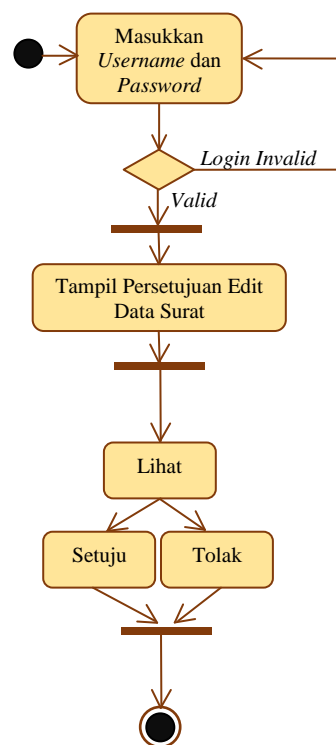 Masukkan
Username dan
Password
Login Invalid
Valid
Tampil Persetujuan Edit
Data Surat
Lihat
Setuju
Tolak